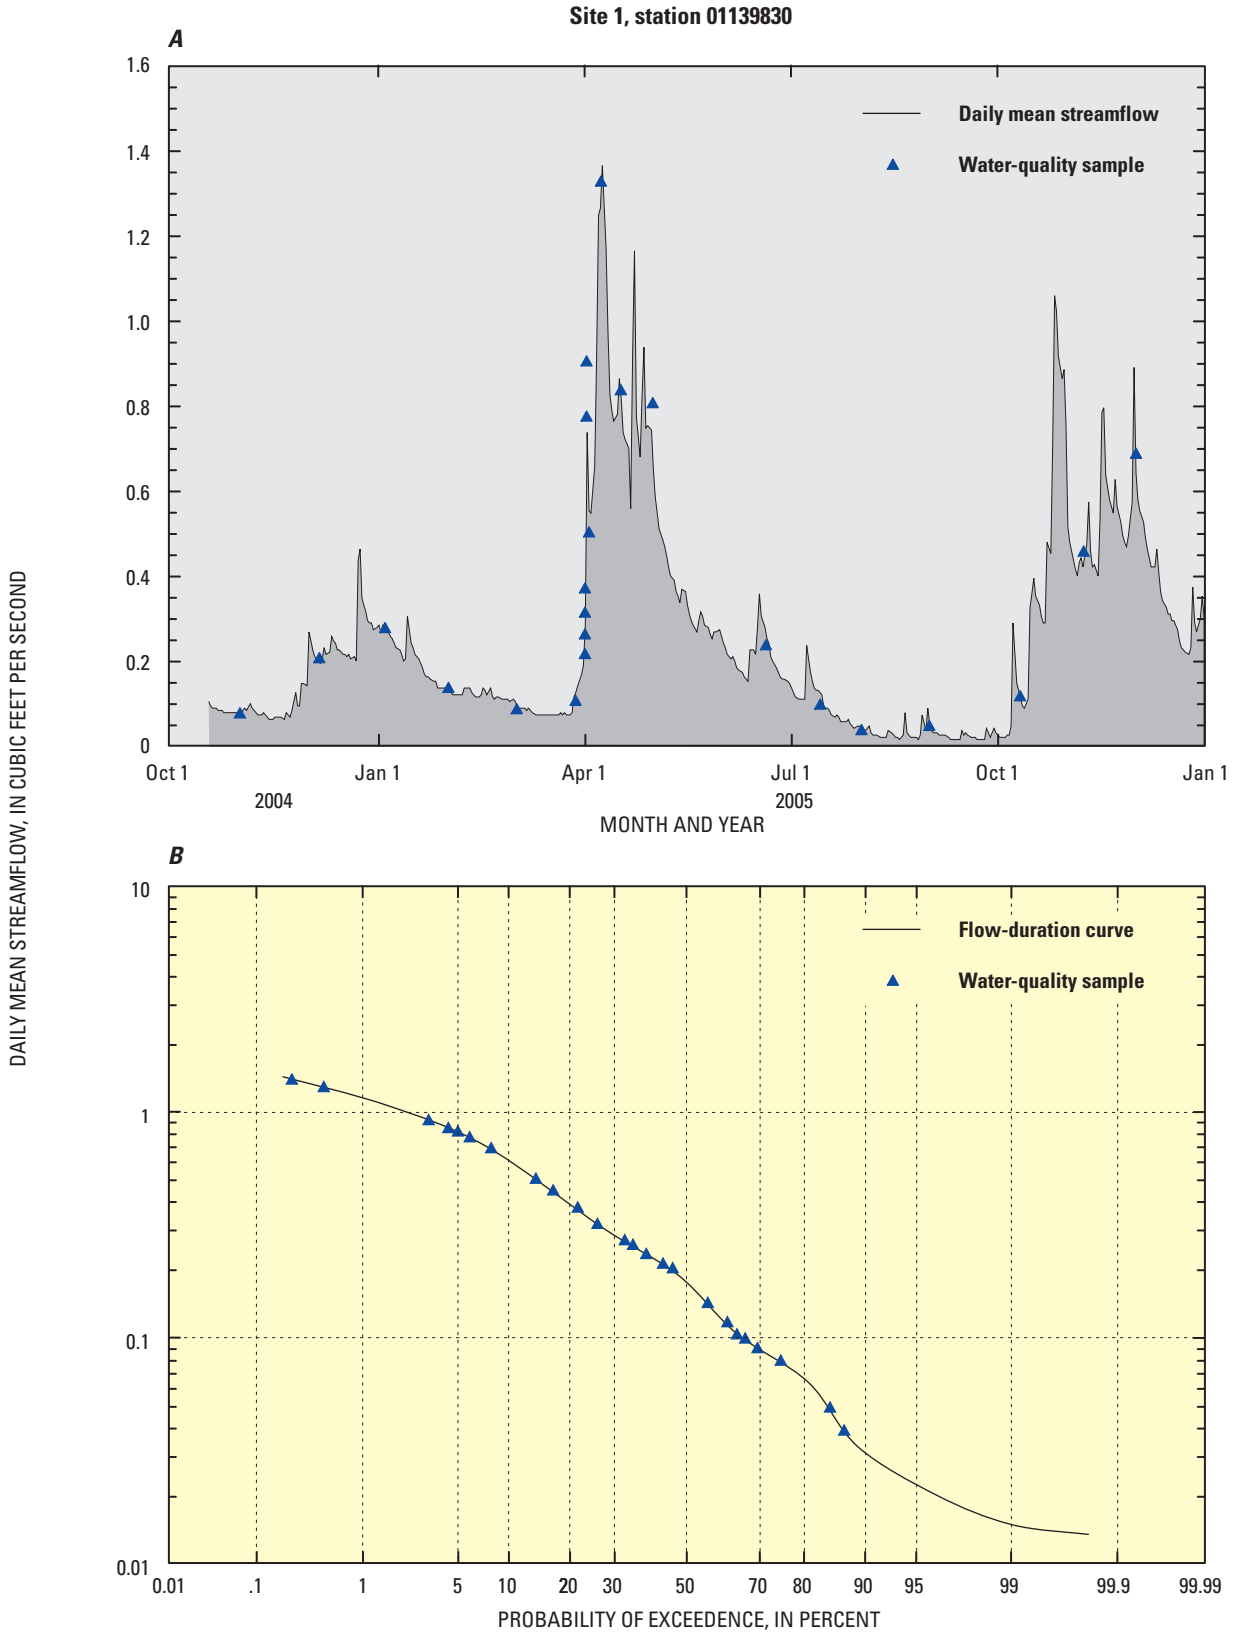 Site 1, station 01139830
A
1.6
1.4
1.2
1.0
0.8
0.6
0.4
0.2
0
Daily mean streamflow
Water-quality sample
Oct 1 Jan 1 Apr 1 Jul 1 Oct 1 Jan 1
2004 2005
MONTH AND YEAR
DAILY MEAN STREAMFLOW, IN CUBIC FEET PER SECOND
B
10
1
0.1
0.01
Flow-duration curve
Water-quality sample
0.01 .1 1 5 10 20 30 50 70 80 90 95 99 99.9 99.99
PROBABILITY OF EXCEEDENCE, IN PERCENT